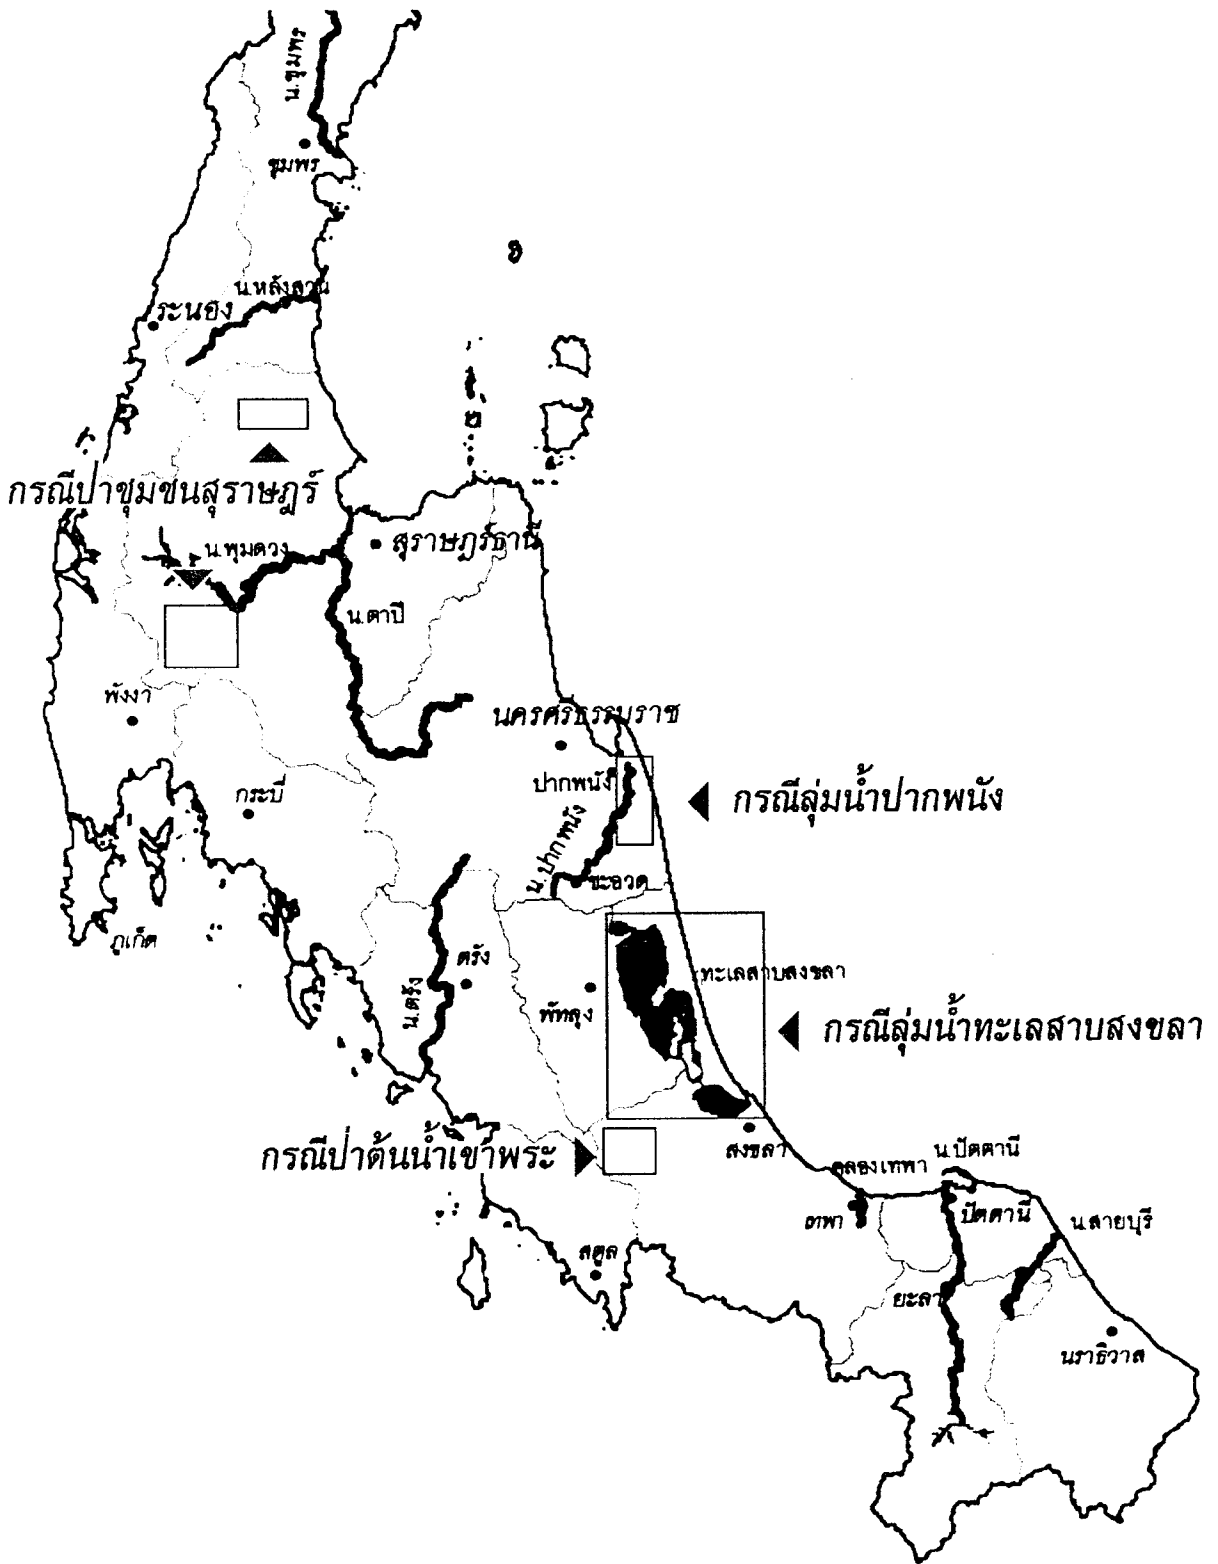 น.ชุมพร
ชุมพร
น.หลังสวน
ระนอง
กรณีป่าชุมชนสุราษฎร์
น.พุมดวง
สุราษฎร์ธานี
น.ตาปี
พังงา
นครศรีธรรมราช
ปากพนัง
กระบี่
กรณีลุ่มน้ำปากพนัง
น.ปากพนัง
ชะอวด
ภูเก็ต
ตรัง
ทะเลสาบสงขลา
น.ตรัง
พัทลุง
กรณีลุ่มน้ำทะเลสาบสงขลา
สงขลา
กรณีป่าต้นน้ำเขาพระ
น.ปัตตานี
คลองเทพา
เทพา
ปัตตานี
น.สายบุรี
สตูล
ยะลา
นราธิวาส